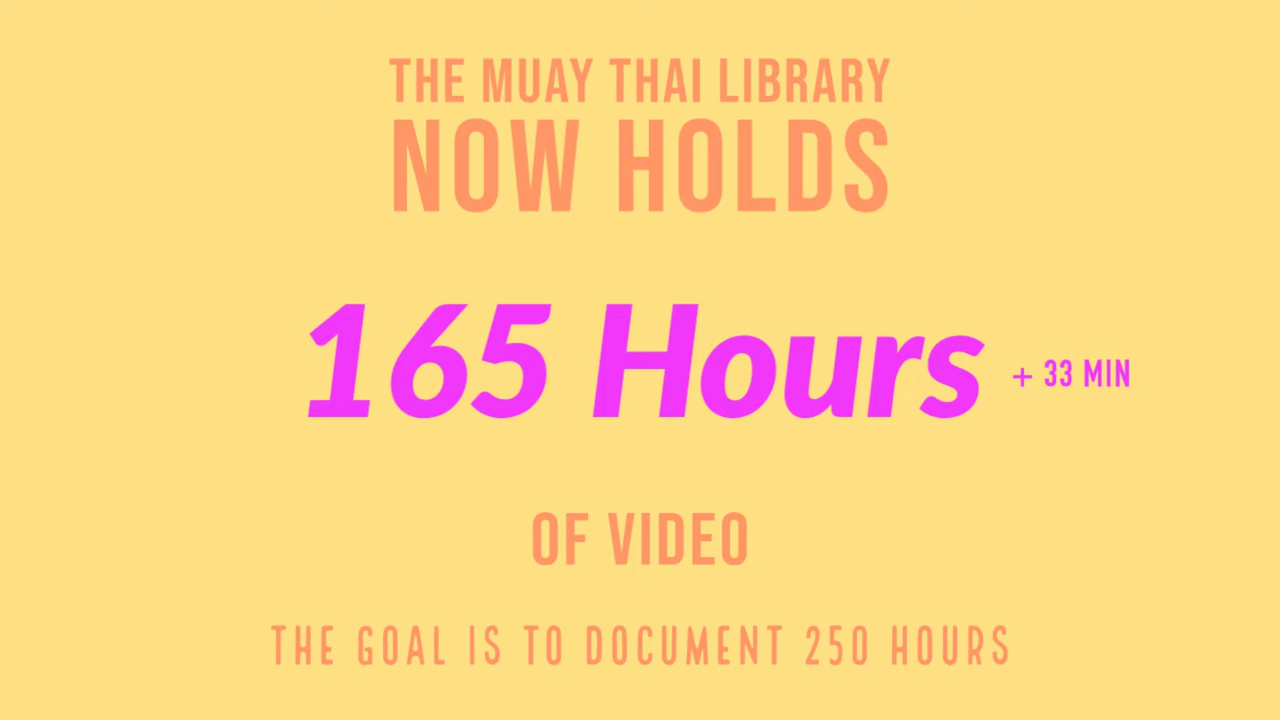 THE MUAY THAI LIBRARY
NOW HOLDS
165 Hours + 33 MIN
OF VIDEO
THE GOAL IS TO DOCUMENT 250 HOURS